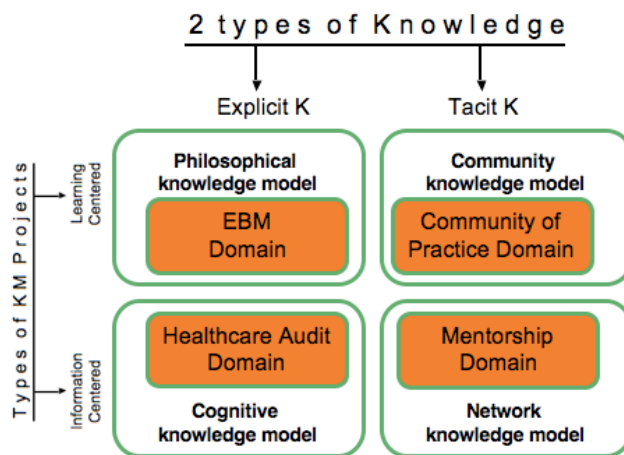 2 types of Knowledge
Explicit K
Tacit K
Types of KM Projects
Learning
Centered
Philosophical
knowledge model
EBM
Domain
Community
knowledge model
Community of
Practice Domain
Information
Centered
Healthcare Audit
Domain
Cognitive
knowledge model
Mentorship
Domain
Network
knowledge model